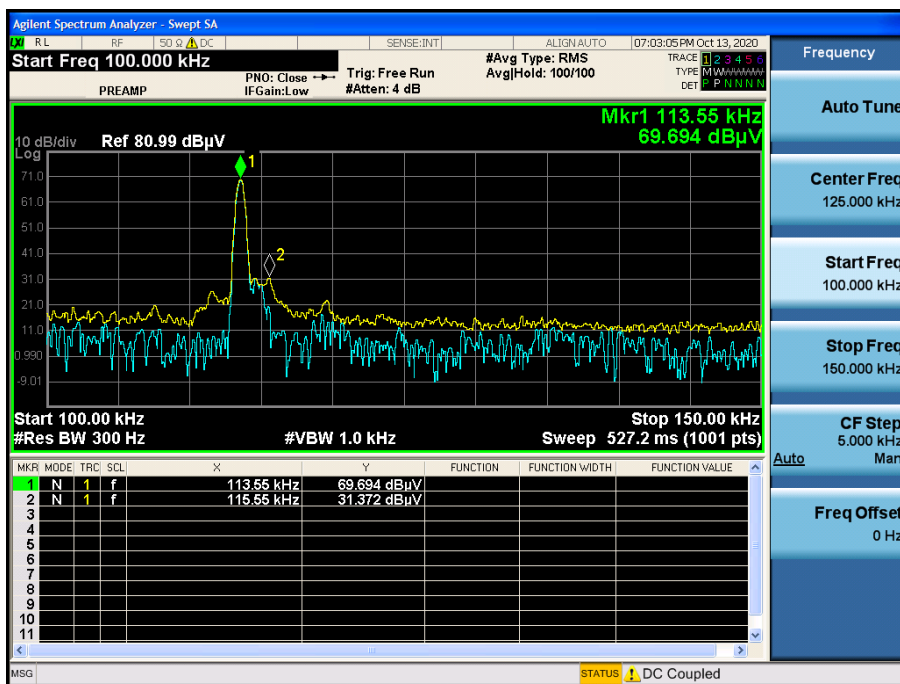 Agilent Spectrum Analyzer - Swept SA
LXI RL RF 50 Ω DC SENSE:INT ALIGN AUTO 07:03:05 PM Oct 13, 2020
Start Freq 100.000 kHz
PREAMP
PNO: Close
IFGain:Low
Trig: Free Run
#Atten: 4 dB
#Avg Type: RMS
Avg|Hold: 100/100
TRACE 1 2 3 4 5 6
TYPE M
DET P P N N N N
Frequency
Auto Tune
Center Freq
125.000 kHz
Start Freq
100.000 kHz
Stop Freq
150.000 kHz
CF Step
5.000 kHz
Auto Man
Freq Offset
0 Hz
Mkr1 113.55 kHz
69.694 dBµV
10 dB/div Ref 80.99 dBµV
Log
1
2
71.0
61.0
51.0
41.0
31.0
21.0
11.0
0.990
-9.01
Start 100.00 kHz Stop 150.00 kHz
#Res BW 300 Hz #VBW 1.0 kHz Sweep 527.2 ms (1001 pts)
MKR MODE TRC SCL X Y FUNCTION FUNCTION WIDTH FUNCTION VALUE
1 N 1 f 113.55 kHz 69.694 dBµV
2 N 1 f 115.55 kHz 31.372 dBµV
3
4
5
6
7
8
9
10
11
MSG STATUS DC Coupled